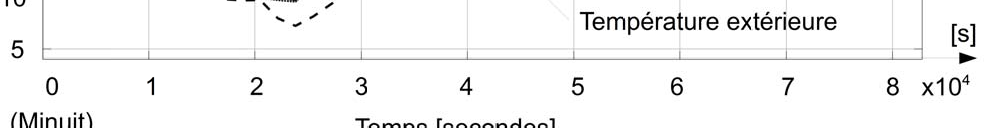 10
Température extérieure
[s]
5
0 1 2 3 4 5 6 7 8 x10⁴
(Minuit) Temps [secondes]